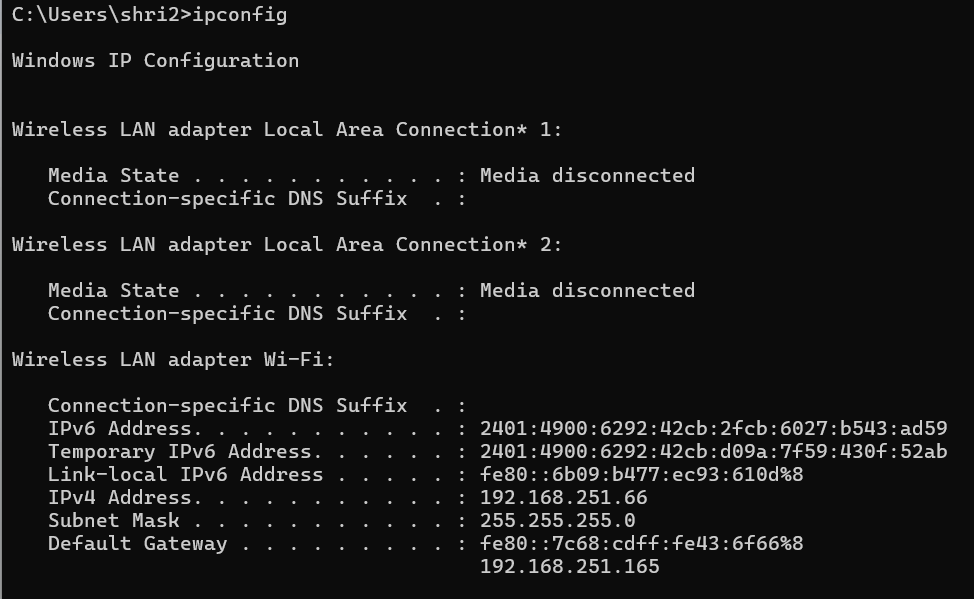 C:\Users\shri2>ipconfig
Windows IP Configuration
Wireless LAN adapter Local Area Connection* 1:
Media State . . . . . . . . . . . : Media disconnected
Connection-specific DNS Suffix  . :
Wireless LAN adapter Local Area Connection* 2:
Media State . . . . . . . . . . . : Media disconnected
Connection-specific DNS Suffix  . :
Wireless LAN adapter Wi-Fi:
Connection-specific DNS Suffix  . :
IPv6 Address. . . . . . . . . . . : 2401:4900:6292:42cb:2fcb:6027:b543:ad59
Temporary IPv6 Address. . . . . . : 2401:4900:6292:42cb:d09a:7f59:430f:52ab
Link-local IPv6 Address . . . . . : fe80::6b09:b477:ec93:610d%8
IPv4 Address. . . . . . . . . . . : 192.168.251.66
Subnet Mask . . . . . . . . . . . : 255.255.255.0
Default Gateway . . . . . . . . . : fe80::7c68:cdff:fe43:6f66%8
192.168.251.165